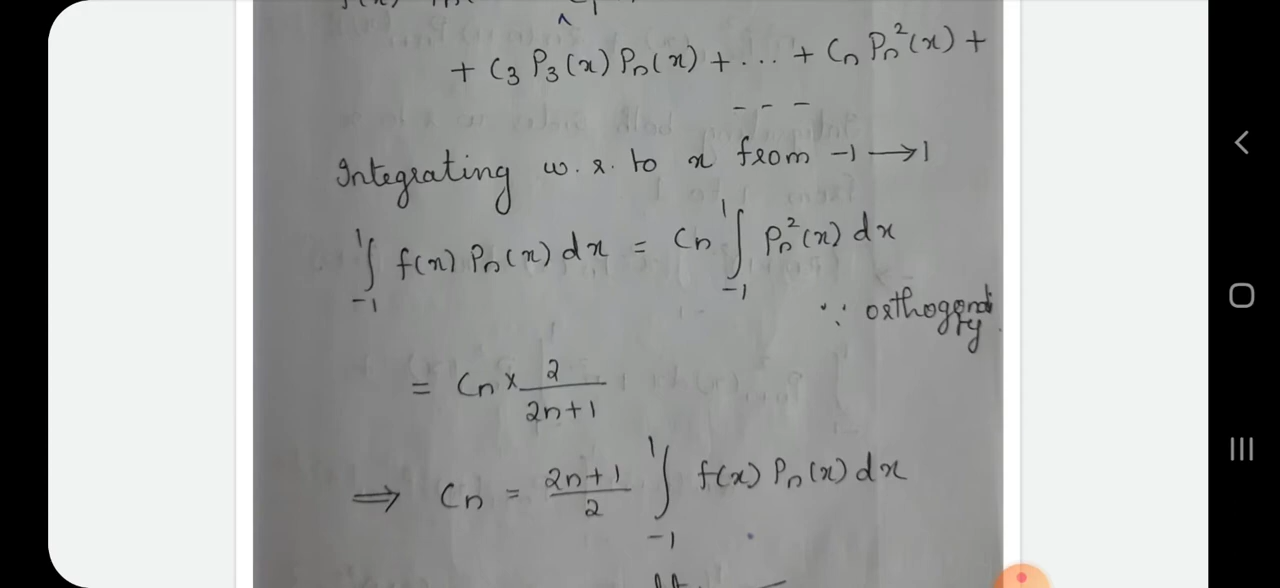 + C₃ P₃(x) Pₙ(x) + ... + Cₙ Pₙ²(x) +
- - -
Integrating w.r. to x from -1 → 1
∫₋₁¹ f(x) Pₙ(x) dx = Cₙ ∫₋₁¹ Pₙ²(x) dx
∵ orthogonality
= Cₙ × 2/(2n+1)
⟹ Cₙ = (2n+1)/2 ∫₋₁¹ f(x) Pₙ(x) dx